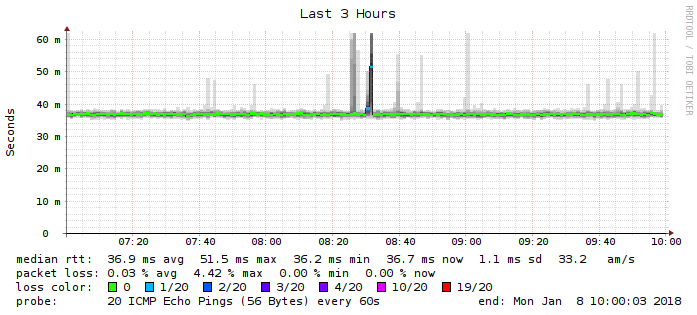 Last 3 Hours
RRDTOOL / TOBI OETIKER
Seconds
60 m
50 m
40 m
30 m
20 m
10 m
0
07:20 07:40 08:00 08:20 08:40 09:00 09:20 09:40 10:00
median rtt: 36.9 ms avg 51.5 ms max 36.2 ms min 36.7 ms now 1.1 ms sd 33.2 am/s
packet loss: 0.03 % avg 4.42 % max 0.00 % min 0.00 % now
loss color: 0 1/20 2/20 3/20 4/20 10/20 19/20
probe: 20 ICMP Echo Pings (56 Bytes) every 60s end: Mon Jan 8 10:00:03 2018